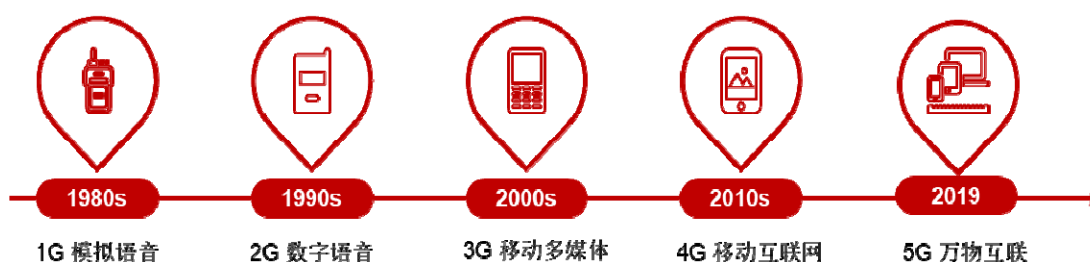 1980s
1990s
2000s
2010s
2019
1G 模拟语音
2G 数字语音
3G 移动多媒体
4G 移动互联网
5G 万物互联